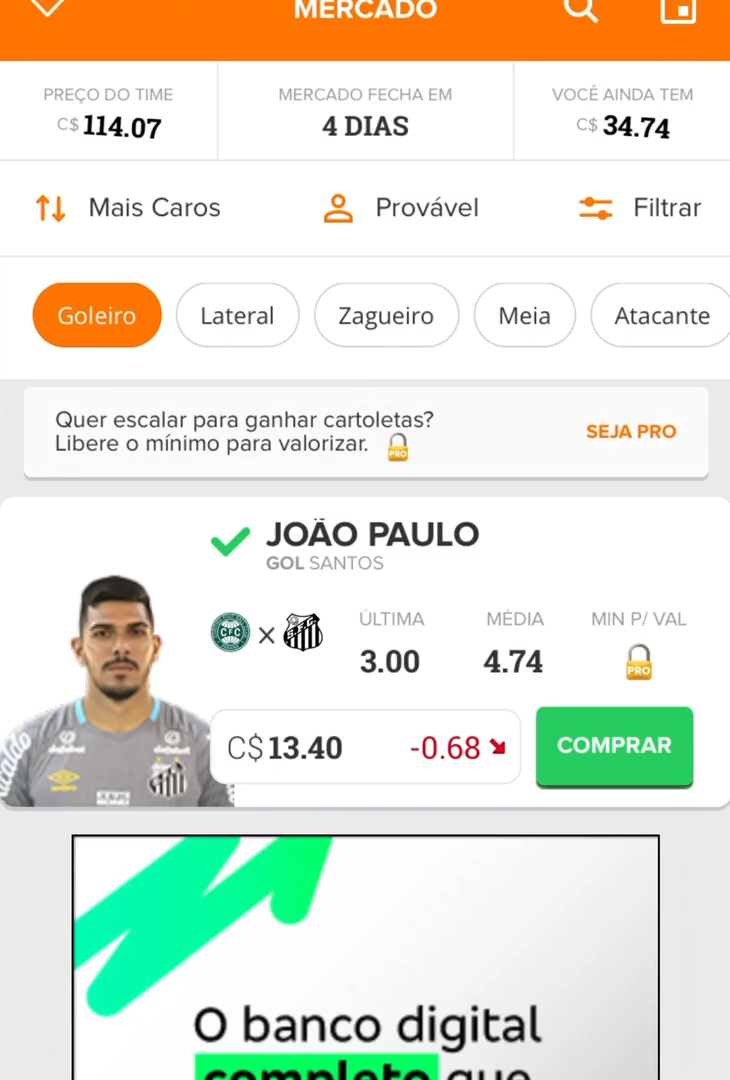 MERCADO
PREÇO DO TIME
C$ 114.07
MERCADO FECHA EM
4 DIAS
VOCÊ AINDA TEM
C$ 34.74
Mais Caros
Provável
Filtrar
Goleiro
Lateral
Zagueiro
Meia
Atacante
Quer escalar para ganhar cartoletas?
Libere o mínimo para valorizar.
PRO
SEJA PRO
JOÃO PAULO
GOL SANTOS
CFC
X
S.F.C
ÚLTIMA
3.00
MÉDIA
4.74
MIN P/ VAL
PRO
C$ 13.40
-0.68
COMPRAR
O banco digital
completo que